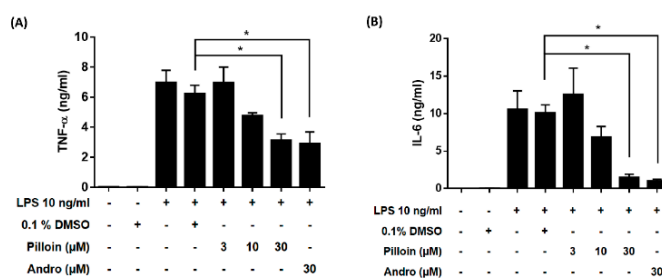 (A)
TNF-α (ng/ml)
10
8
6
4
2
0
*
*
LPS 10 ng/ml - - + + + + + +
0.1 % DMSO - + - + - - - -
Pilloin (µM) - - - - 3 10 30 -
Andro (µM) - - - - - - - 30
(B)
IL-6 (ng/ml)
20
15
10
5
0
*
*
LPS 10 ng/ml - - + + + + + +
0.1% DMSO - + - + - - - -
Pilloin (µM) - - - - 3 10 30 -
Andro (µM) - - - - - - - 30